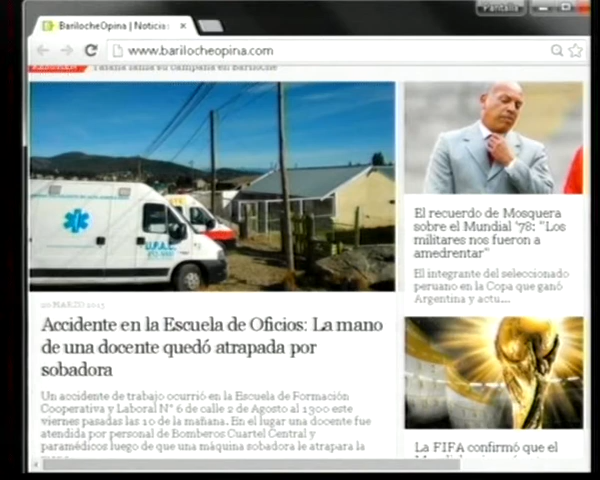 Pantalla
BarilocheOpina | Noticias
www.barilocheopina.com
en Bariloche
U.F.A.C.
20 MARZO 2015
Accidente en la Escuela de Oficios: La mano
de una docente quedó atrapada por
sobadora
Un accidente de trabajo ocurrió en la Escuela de Formación
Cooperativa y Laboral N° 6 de calle 2 de Agosto al 1300 este
viernes pasadas las 10 de la mañana. En el lugar una docente fue
atendida por personal de Bomberos Cuartel Central y
paramédicos luego de que una máquina sobadora le atrapara la
El recuerdo de Mosquera
sobre el Mundial '78: "Los
militares nos fueron a
amedrentar"
El integrante del seleccionado
peruano en la Copa que ganó
Argentina y actu...
La FIFA confirmó que el